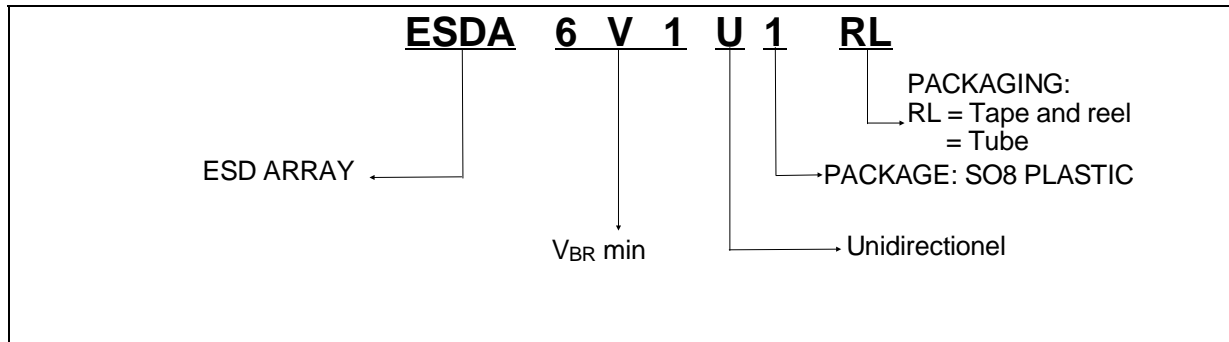 ESDA 6 V 1 U 1 RL
PACKAGING:
RL = Tape and reel
= Tube
ESD ARRAY
PACKAGE: SO8 PLASTIC
VBR min
Unidirectionel